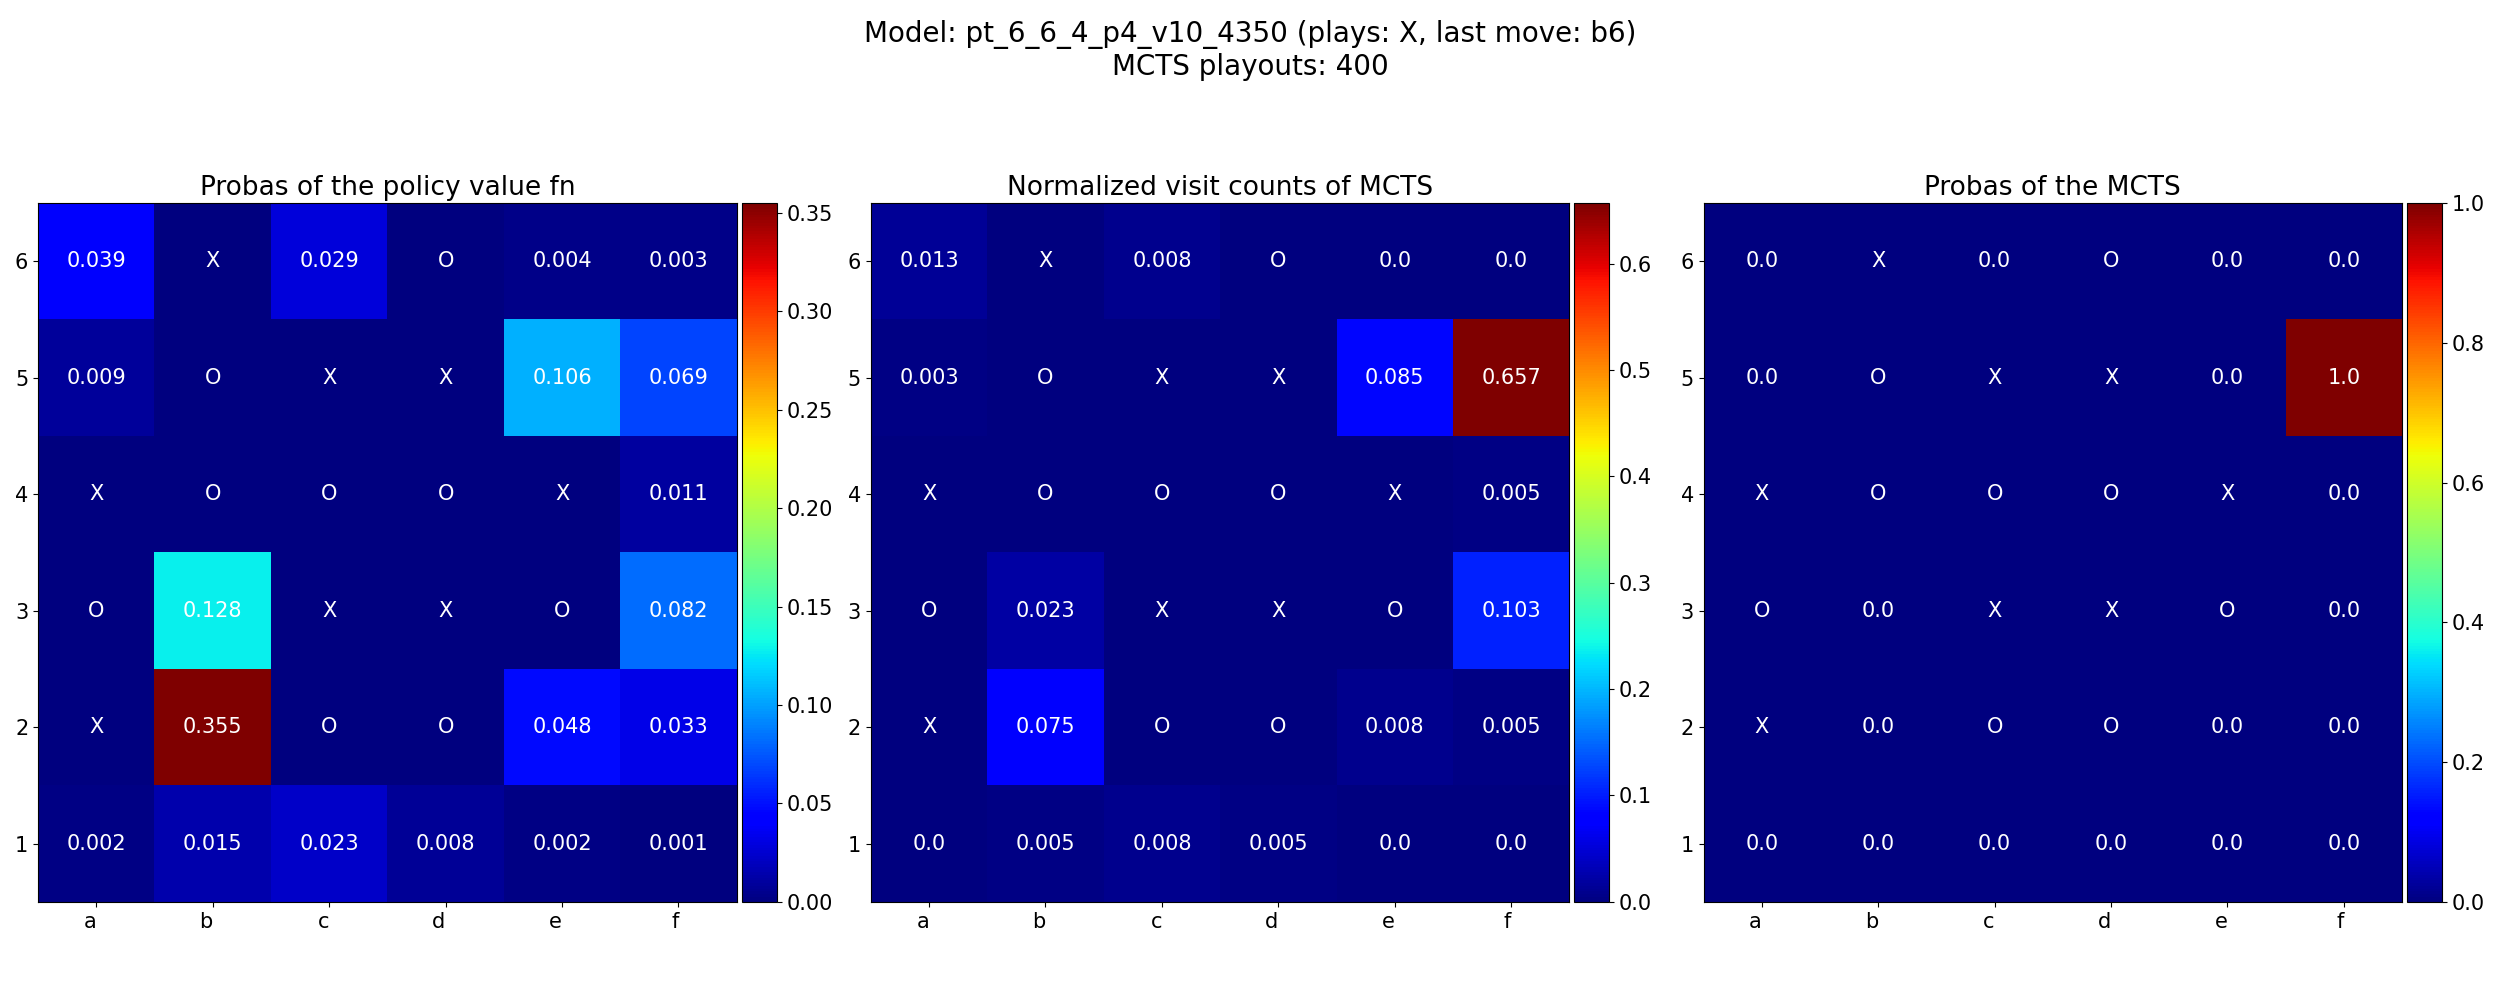 Model: pt_6_6_4_p4_v10_4350 (plays: X, last move: b6)
MCTS playouts: 400
Probas of the policy value fn
6 0.039 X 0.029 O 0.004 0.003
5 0.009 O X X 0.106 0.069
4 X O O O X 0.011
3 O 0.128 X X O 0.082
2 X 0.355 O O 0.048 0.033
1 0.002 0.015 0.023 0.008 0.002 0.001
a b c d e f
0.35
0.30
0.25
0.20
0.15
0.10
0.05
0.00
Normalized visit counts of MCTS
6 0.013 X 0.008 O 0.0 0.0
5 0.003 O X X 0.085 0.657
4 X O O O X 0.005
3 O 0.023 X X O 0.103
2 X 0.075 O O 0.008 0.005
1 0.0 0.005 0.008 0.005 0.0 0.0
a b c d e f
0.6
0.5
0.4
0.3
0.2
0.1
0.0
Probas of the MCTS
6 0.0 X 0.0 O 0.0 0.0
5 0.0 O X X 0.0 1.0
4 X O O O X 0.0
3 O 0.0 X X O 0.0
2 X 0.0 O O 0.0 0.0
1 0.0 0.0 0.0 0.0 0.0 0.0
a b c d e f
1.0
0.8
0.6
0.4
0.2
0.0